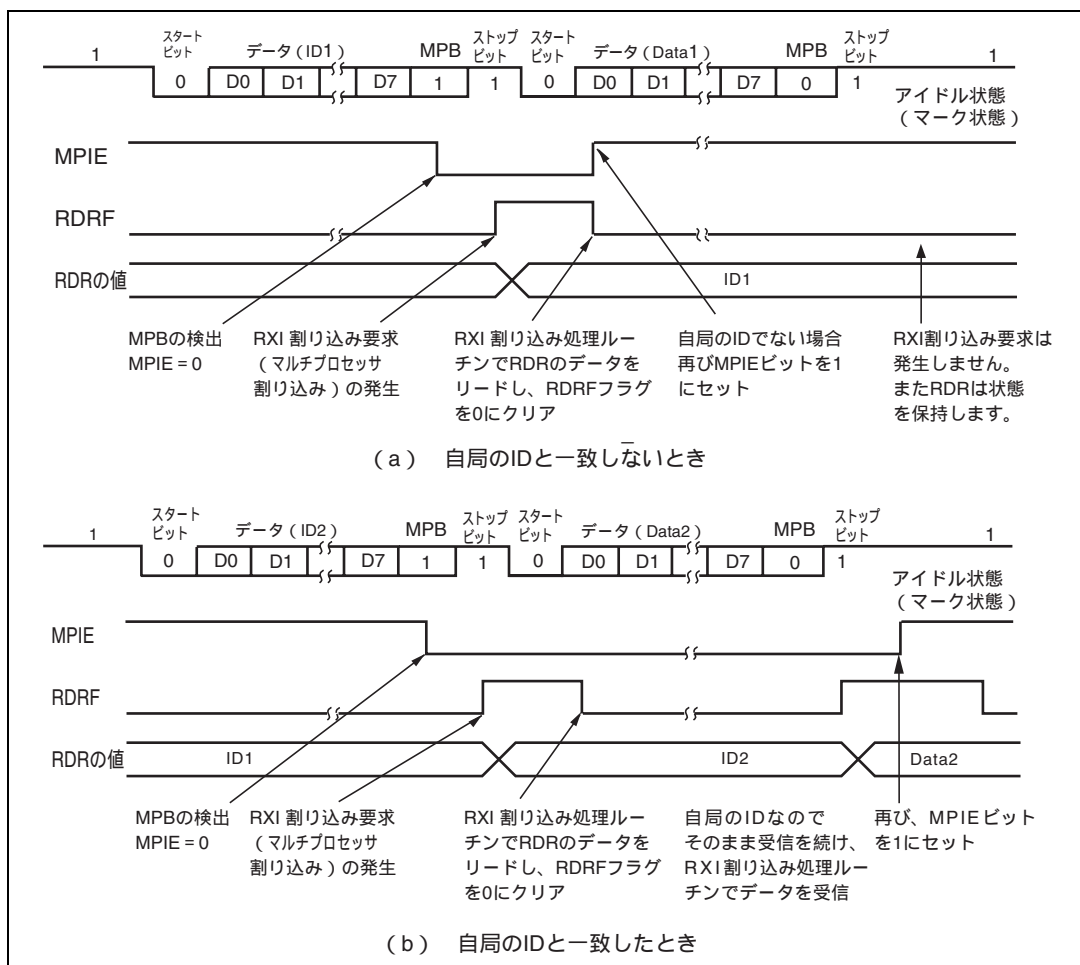 スタート ストップ スタート ストップ
1 ビット データ(ID1) MPB ビット ビット データ(Data1) MPB ビット 1
0 D0 D1 D7 1 1 0 D0 D1 D7 0 1
アイドル状態
(マーク状態)
MPIE
RDRF
RDRの値 ID1
MPBの検出
MPIE = 0
RXI 割り込み要求
(マルチプロセッサ
割り込み)の発生
RXI 割り込み処理ルー
チンでRDRのデータを
リードし、RDRFフラグ
を0にクリア
自局のIDでない場合
再びMPIEビットを1
にセット
RXI割り込み要求は
発生しません。
またRDRは状態
を保持します。
(a) 自局のIDと一致しないとき
スタート ストップ スタート ストップ
1 ビット データ(ID2) MPB ビット ビット データ(Data2) MPB ビット 1
0 D0 D1 D7 1 1 0 D0 D1 D7 0 1
アイドル状態
(マーク状態)
MPIE
RDRF
RDRの値 ID1 ID2 Data2
MPBの検出
MPIE = 0
RXI 割り込み要求
(マルチプロセッサ
割り込み)の発生
RXI 割り込み処理ルー
チンでRDRのデータを
リードし、RDRFフラグ
を0にクリア
自局のIDなので
そのまま受信を続け、
RXI割り込み処理ルー
チンでデータを受信
再び、MPIEビット
を1にセット
(b) 自局のIDと一致したとき